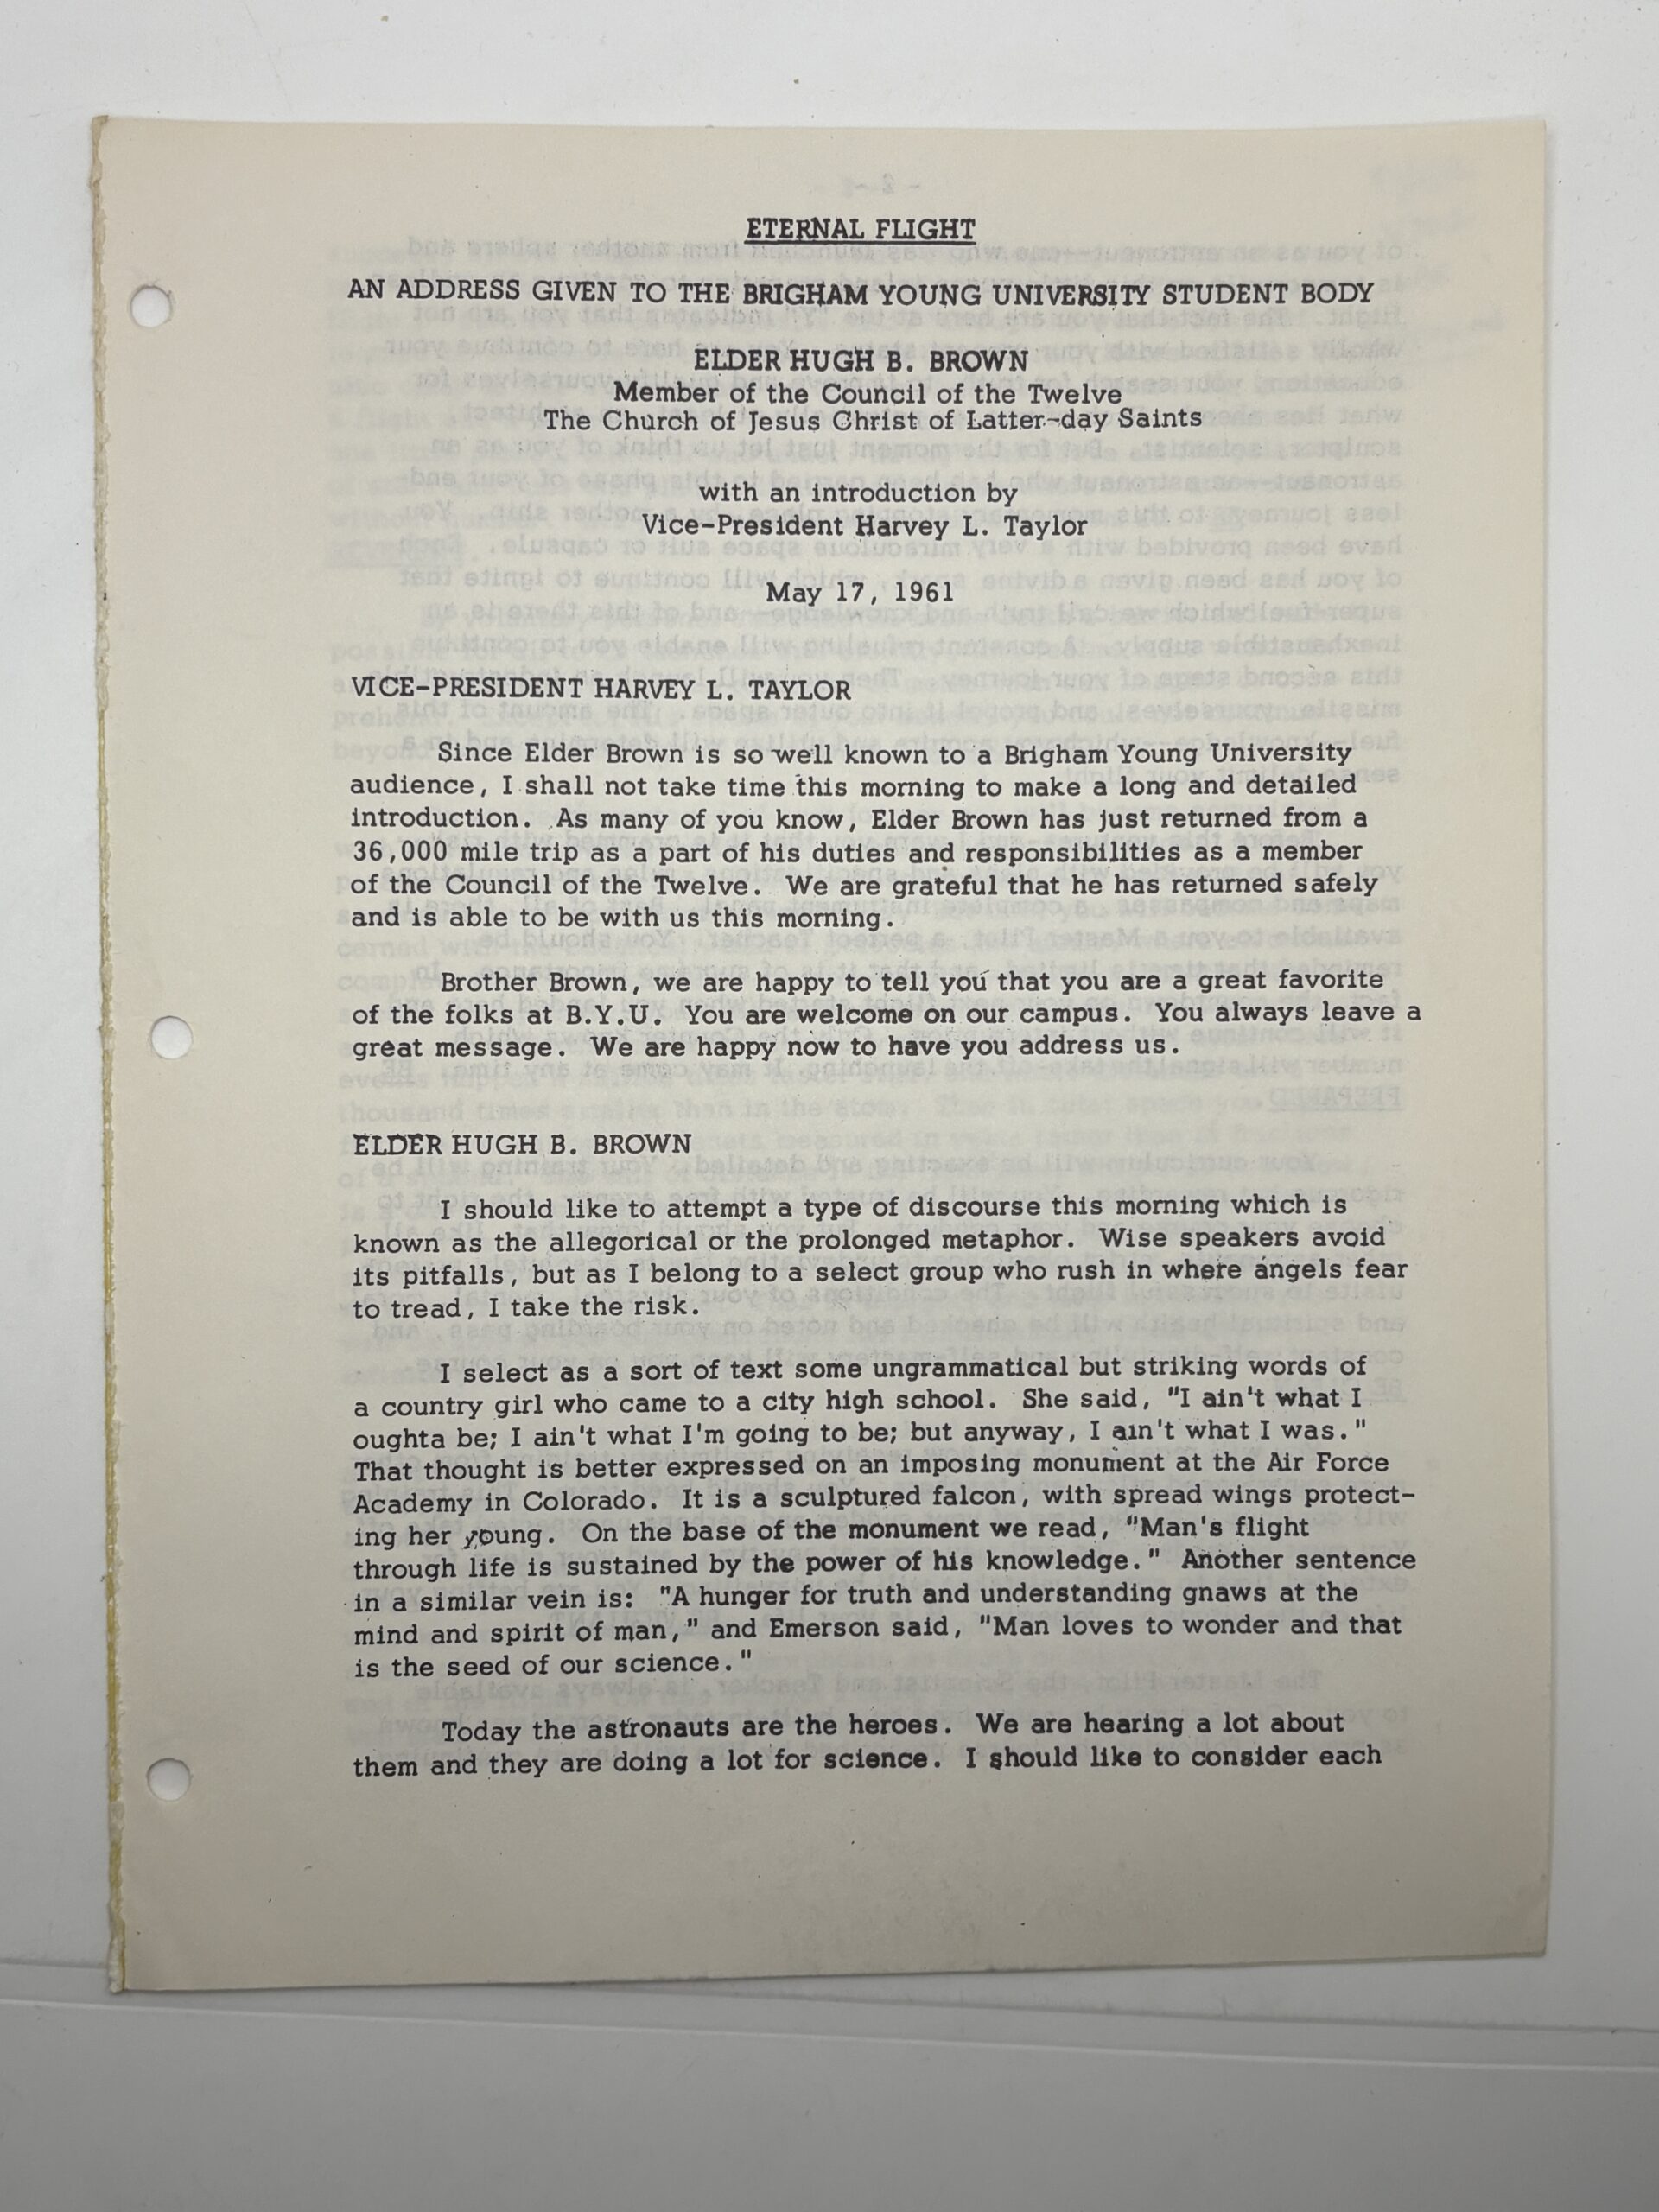 ETERNAL FLIGHT
AN ADDRESS GIVEN TO THE BRIGHAM YOUNG UNIVERSITY STUDENT BODY
ELDER HUGH B. BROWN
Member of the Council of the Twelve
The Church of Jesus Christ of Latter-day Saints
with an introduction by
Vice-President Harvey L. Taylor
May 17, 1961
VICE-PRESIDENT HARVEY L. TAYLOR
Since Elder Brown is so well known to a Brigham Young University
audience, I shall not take time this morning to make a long and detailed
introduction. As many of you know, Elder Brown has just returned from a
36,000 mile trip as a part of his duties and responsibilities as a member
of the Council of the Twelve. We are grateful that he has returned safely
and is able to be with us this morning.
Brother Brown, we are happy to tell you that you are a great favorite
of the folks at B.Y.U. You are welcome on our campus. You always leave a
great message. We are happy now to have you address us.
ELDER HUGH B. BROWN
I should like to attempt a type of discourse this morning which is
known as the allegorical or the prolonged metaphor. Wise speakers avoid
its pitfalls, but as I belong to a select group who rush in where angels fear
to tread, I take the risk.
I select as a sort of text some ungrammatical but striking words of
a country girl who came to a city high school. She said, "I ain't what I
oughta be; I ain't what I'm going to be; but anyway, I ain't what I was."
That thought is better expressed on an imposing monument at the Air Force
Academy in Colorado. It is a sculptured falcon, with spread wings protect-
ing her young. On the base of the monument we read, "Man's flight
through life is sustained by the power of his knowledge." Another sentence
in a similar vein is: "A hunger for truth and understanding gnaws at the
mind and spirit of man," and Emerson said, "Man loves to wonder and that
is the seed of our science."
Today the astronauts are the heroes. We are hearing a lot about
them and they are doing a lot for science. I should like to consider each